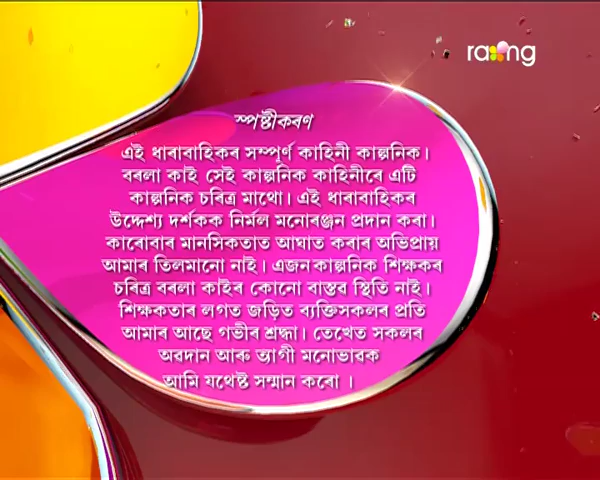 rang
স্পষ্টীকৰণ
এই ধাৰাবাহিকৰ সম্পূৰ্ণ কাহিনী কাল্পনিক।
বৰলা কাই সেই কাল্পনিক কাহিনীৰে এটি
কাল্পনিক চৰিত্ৰ মাথো। এই ধাৰাবাহিকৰ
উদ্দেশ্য দৰ্শকক নিৰ্মল মনোৰঞ্জন প্ৰদান কৰা।
কাৰোবাৰ মানসিকতাত আঘাত কৰাৰ অভিপ্ৰায়
আমাৰ তিলমানো নাই। এজন কাল্পনিক শিক্ষকৰ
চৰিত্ৰ বৰলা কাইৰ কোনো বাস্তৱ স্থিতি নাই।
শিক্ষকতাৰ লগত জড়িত ব্যক্তিসকলৰ প্ৰতি
আমাৰ আছে গভীৰ শ্ৰদ্ধা। তেখেত সকলৰ
অৱদান আৰু ত্যাগী মনোভাৱক
আমি যথেষ্ট সন্মান কৰো ।